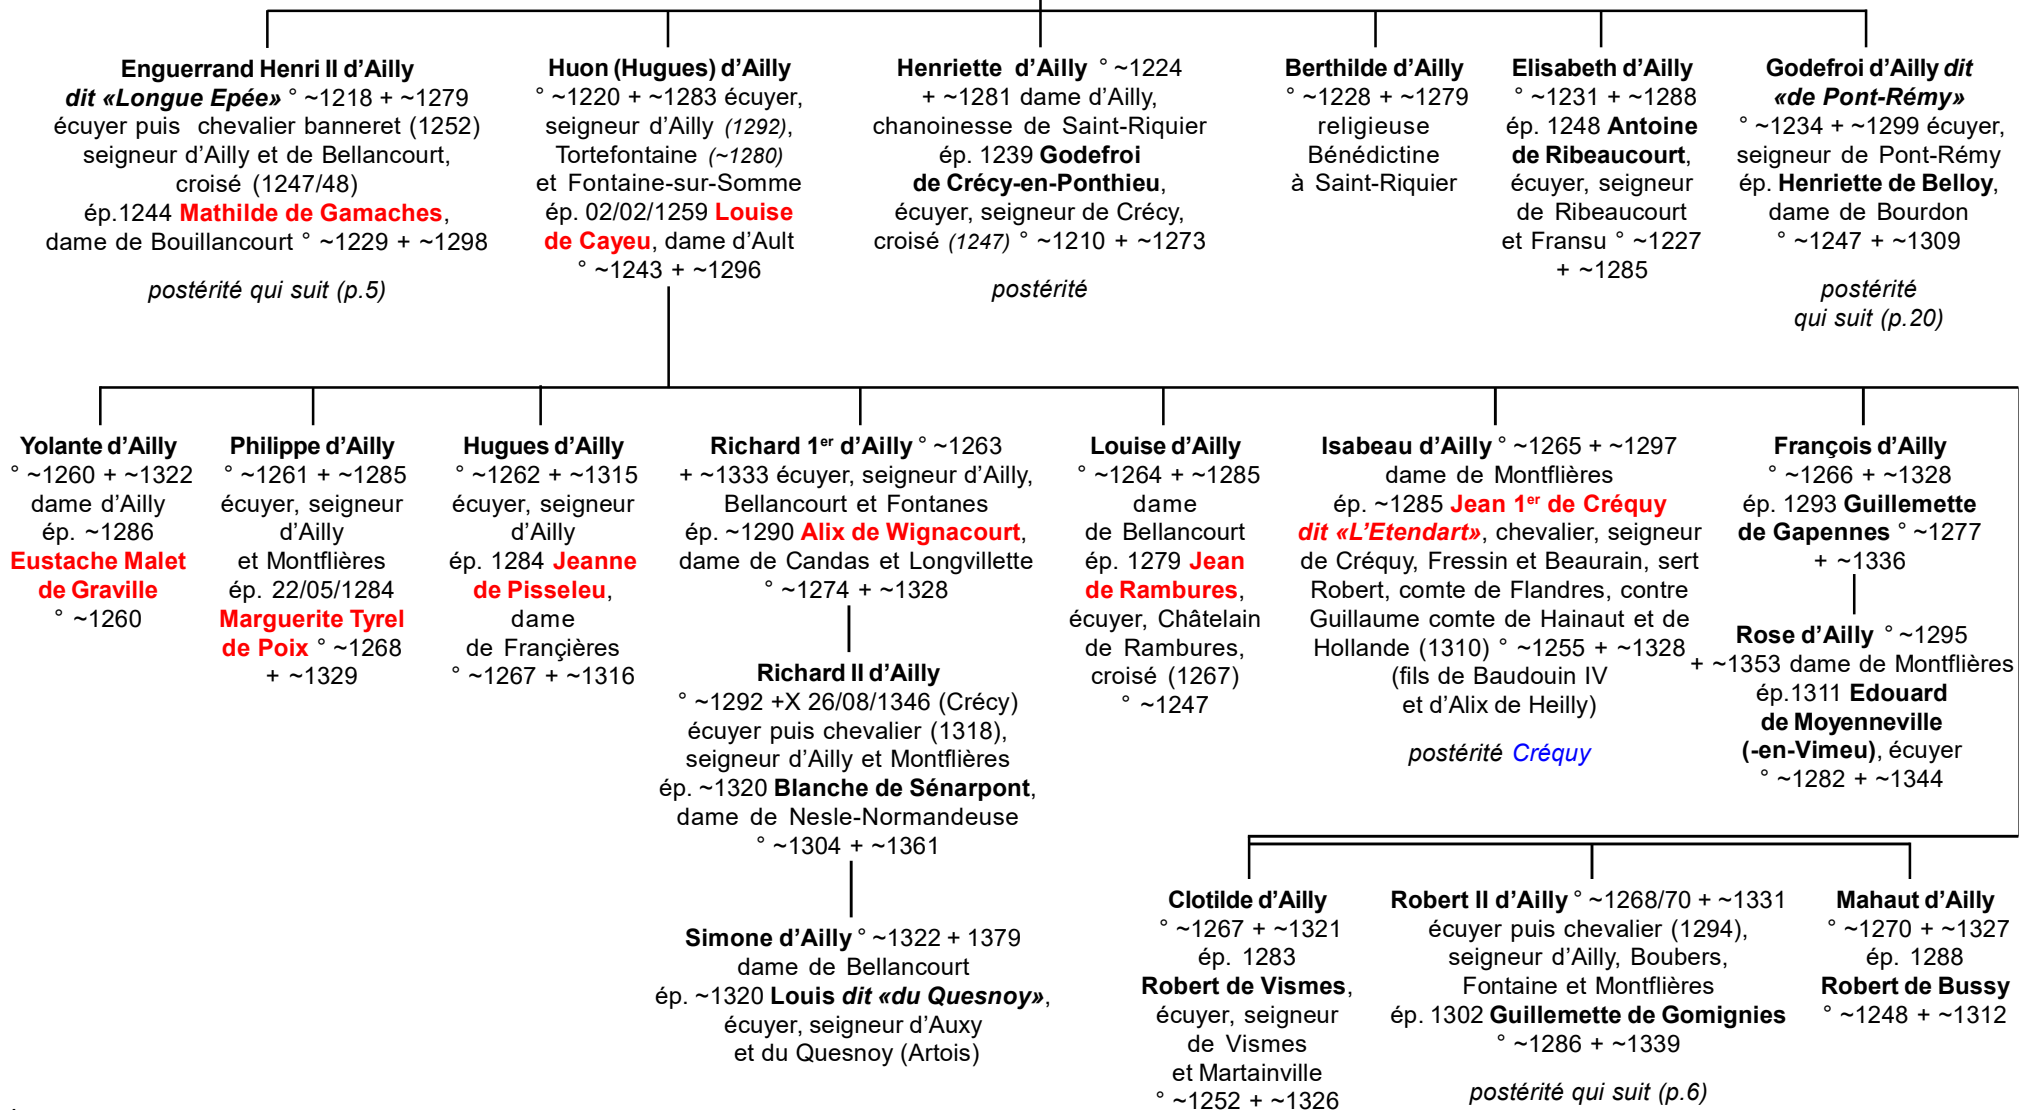 Enguerrand Henri II d'Ailly
dit «Longue Epée» ° ~1218 + ~1279
écuyer puis chevalier banneret (1252)
seigneur d'Ailly et de Bellancourt,
croisé (1247/48)
ép.1244 Mathilde de Gamaches,
dame de Bouillancourt ° ~1229 + ~1298
postérité qui suit (p.5)
Huon (Hugues) d'Ailly
° ~1220 + ~1283 écuyer,
seigneur d'Ailly (1292),
Tortefontaine (~1280)
et Fontaine-sur-Somme
ép. 02/02/1259 Louise
de Cayeu, dame d'Ault
° ~1243 + ~1296
Henriette d'Ailly ° ~1224
+ ~1281 dame d'Ailly,
chanoinesse de Saint-Riquier
ép. 1239 Godefroi
de Crécy-en-Ponthieu,
écuyer, seigneur de Crécy,
croisé (1247) ° ~1210 + ~1273
postérité
Berthilde d'Ailly
° ~1228 + ~1279
religieuse
Bénédictine
à Saint-Riquier
Elisabeth d'Ailly
° ~1231 + ~1288
ép. 1248 Antoine
de Ribeaucourt,
écuyer, seigneur
de Ribeaucourt
et Fransu ° ~1227
+ ~1285
Godefroi d'Ailly dit
«de Pont-Rémy»
° ~1234 + ~1299 écuyer,
seigneur de Pont-Rémy
ép. Henriette de Belloy,
dame de Bourdon
° ~1247 + ~1309
postérité
qui suit (p.20)
Yolante d'Ailly
° ~1260 + ~1322
dame d'Ailly
ép. ~1286
Eustache Malet
de Graville
° ~1260
Philippe d'Ailly
° ~1261 + ~1285
écuyer, seigneur
d'Ailly
et Montflières
ép. 22/05/1284
Marguerite Tyrel
de Poix ° ~1268
+ ~1329
Hugues d'Ailly
° ~1262 + ~1315
écuyer, seigneur
d'Ailly
ép. 1284 Jeanne
de Pisseleu,
dame
de Françières
° ~1267 + ~1316
Richard 1er d'Ailly ° ~1263
+ ~1333 écuyer, seigneur d'Ailly,
Bellancourt et Fontanes
ép. ~1290 Alix de Wignacourt,
dame de Candas et Longvillette
° ~1274 + ~1328
Richard II d'Ailly
° ~1292 +X 26/08/1346 (Crécy)
écuyer puis chevalier (1318),
seigneur d'Ailly et Montflières
ép. ~1320 Blanche de Sénarpont,
dame de Nesle-Normandeuse
° ~1304 + ~1361
Simone d'Ailly ° ~1322 + 1379
dame de Bellancourt
ép. ~1320 Louis dit «du Quesnoy»,
écuyer, seigneur d'Auxy
et du Quesnoy (Artois)
Louise d'Ailly
° ~1264 + ~1285
dame
de Bellancourt
ép. 1279 Jean
de Rambures,
écuyer, Châtelain
de Rambures,
croisé (1267)
° ~1247
Isabeau d'Ailly ° ~1265 + ~1297
dame de Montflières
ép. ~1285 Jean 1er de Créquy
dit «L'Etendart», chevalier, seigneur
de Créquy, Fressin et Beaurain, sert
Robert, comte de Flandres, contre
Guillaume comte de Hainaut et de
Hollande (1310) ° ~1255 + ~1328
(fils de Baudouin IV
et d'Alix de Heilly)
postérité Créquy
François d'Ailly
° ~1266 + ~1328
ép. 1293 Guillemette
de Gapennes ° ~1277
+ ~1336
Rose d'Ailly ° ~1295
+ ~1353 dame de Montflières
ép.1311 Edouard
de Moyenneville
(-en-Vimeu), écuyer
° ~1282 + ~1344
Clotilde d'Ailly
° ~1267 + ~1321
ép. 1283
Robert de Vismes,
écuyer, seigneur
de Vismes
et Martainville
° ~1252 + ~1326
Robert II d'Ailly ° ~1268/70 + ~1331
écuyer puis chevalier (1294),
seigneur d'Ailly, Boubers,
Fontaine et Montflières
ép. 1302 Guillemette de Gomignies
° ~1286 + ~1339
postérité qui suit (p.6)
Mahaut d'Ailly
° ~1270 + ~1327
ép. 1288
Robert de Bussy
° ~1248 + ~1312